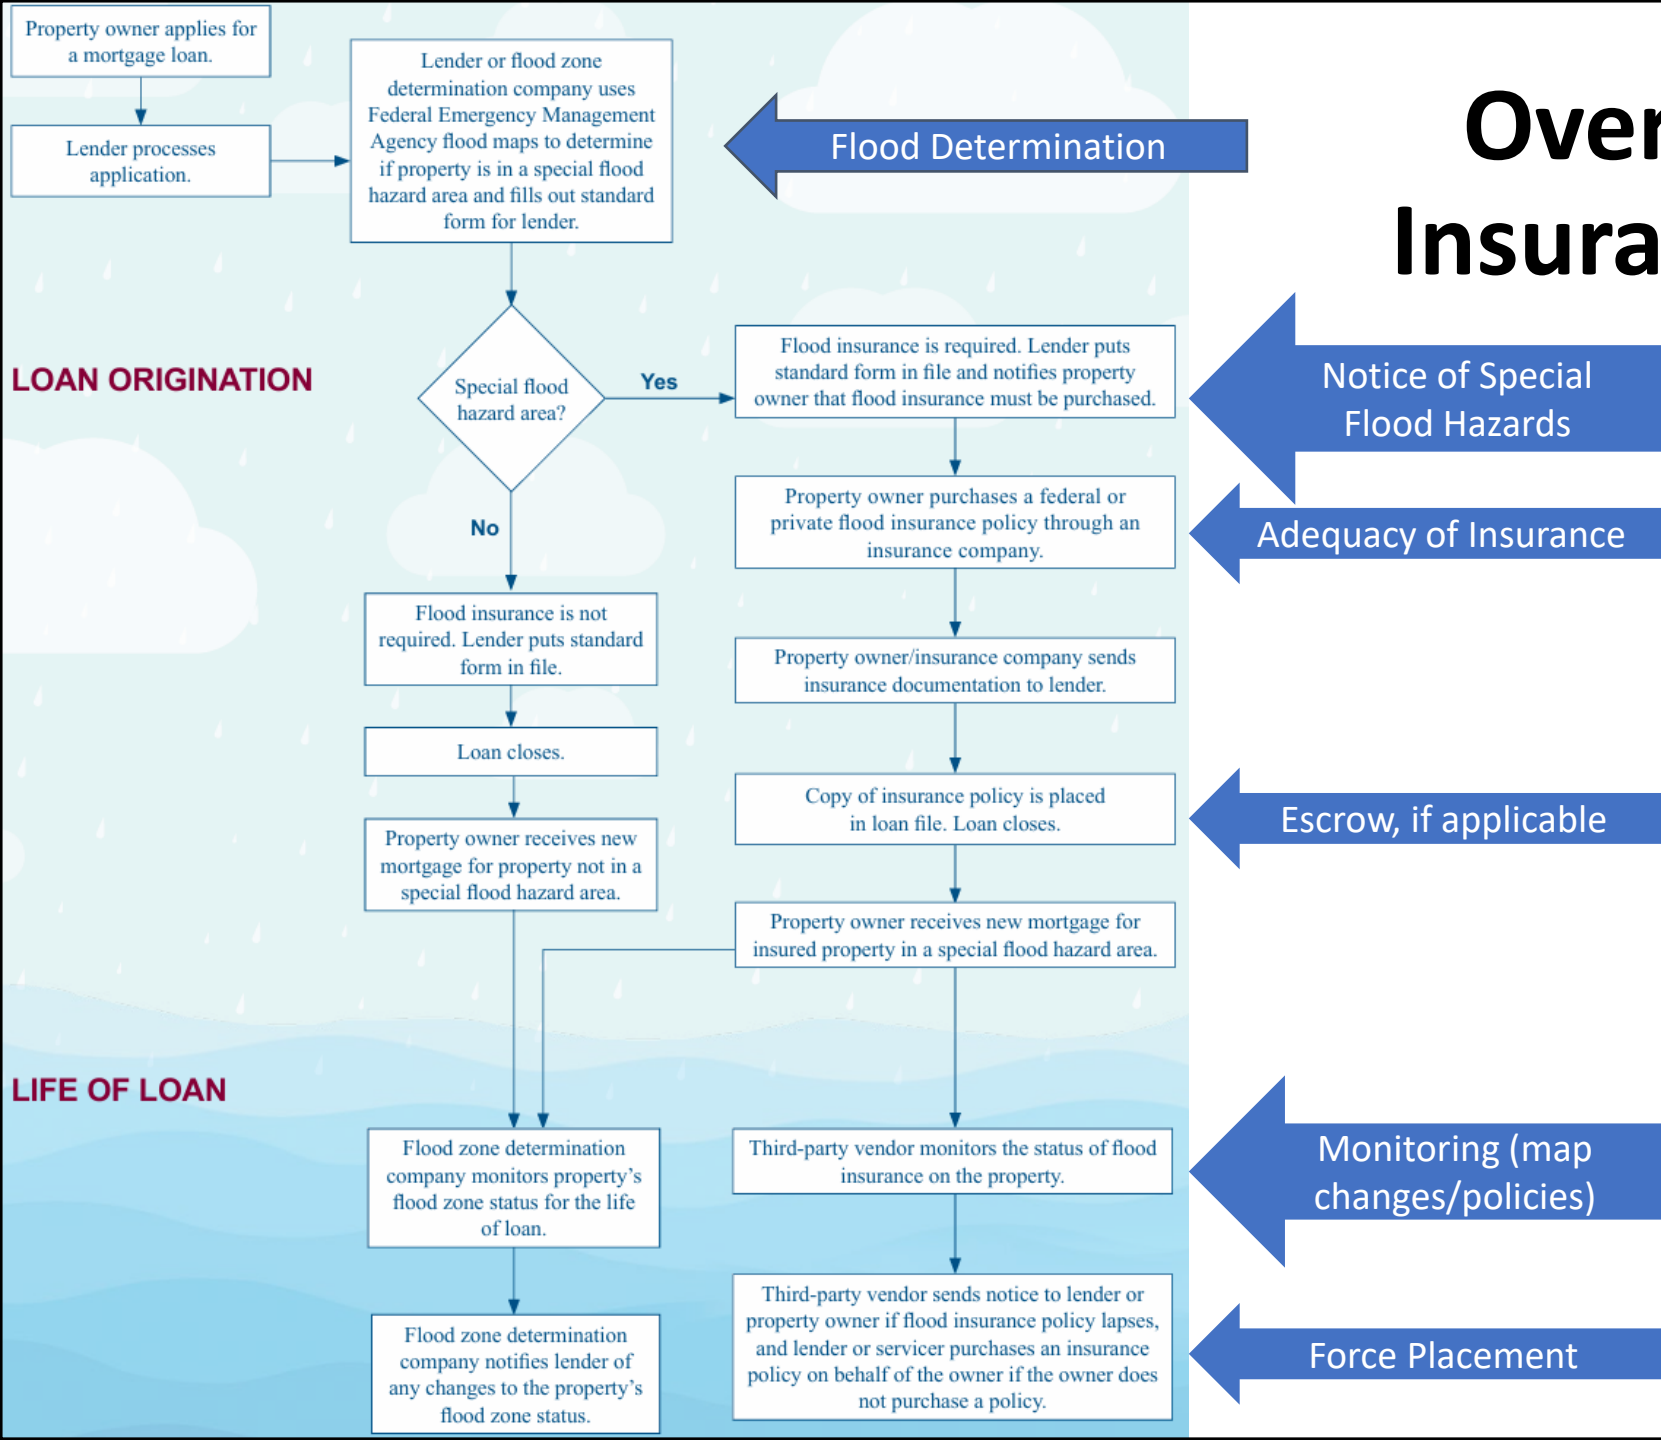 Property owner applies for
a mortgage loan.
Lender processes
application.
Lender or flood zone
determination company uses
Federal Emergency Management
Agency flood maps to determine
if property is in a special flood
hazard area and fills out standard
form for lender.
Flood Determination
LOAN ORIGINATION
Special flood
hazard area?
Yes
No
Flood insurance is required. Lender puts
standard form in file and notifies property
owner that flood insurance must be purchased.
Notice of Special
Flood Hazards
Property owner purchases a federal or
private flood insurance policy through an
insurance company.
Adequacy of Insurance
Flood insurance is not
required. Lender puts standard
form in file.
Property owner/insurance company sends
insurance documentation to lender.
Loan closes.
Copy of insurance policy is placed
in loan file. Loan closes.
Escrow, if applicable
Property owner receives new
mortgage for property not in a
special flood hazard area.
Property owner receives new mortgage for
insured property in a special flood hazard area.
LIFE OF LOAN
Flood zone determination
company monitors property’s
flood zone status for the life
of loan.
Third-party vendor monitors the status of flood
insurance on the property.
Monitoring (map
changes/policies)
Flood zone determination
company notifies lender of
any changes to the property’s
flood zone status.
Third-party vendor sends notice to lender or
property owner if flood insurance policy lapses,
and lender or servicer purchases an insurance
policy on behalf of the owner if the owner does
not purchase a policy.
Force Placement